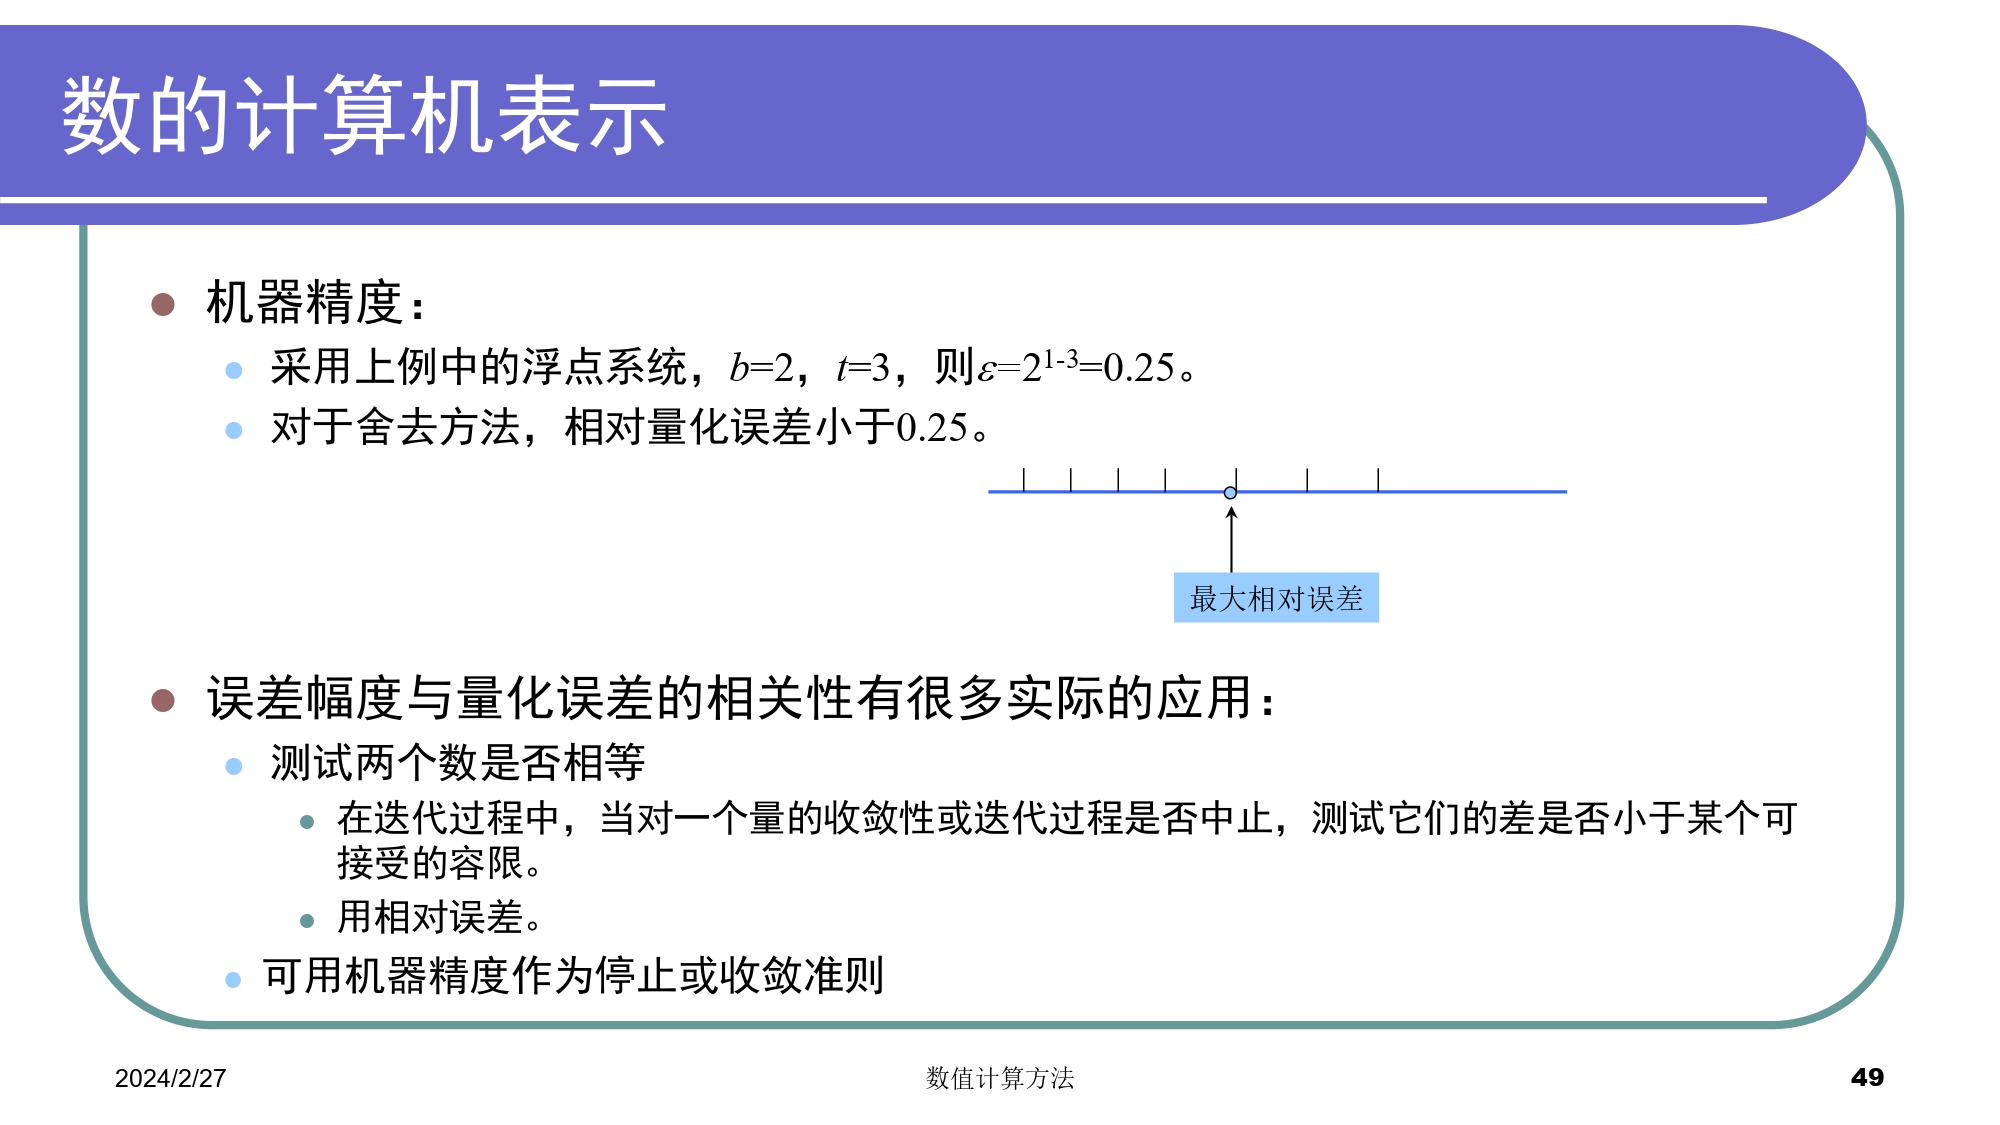 数的计算机表示
机器精度：
采用上例中的浮点系统，b=2，t=3，则ε=2¹⁻³=0.25。
对于舍去方法，相对量化误差小于0.25。
最大相对误差
误差幅度与量化误差的相关性有很多实际的应用：
测试两个数是否相等
在迭代过程中，当对一个量的收敛性或迭代过程是否中止，测试它们的差是否小于某个可
接受的容限。
用相对误差。
可用机器精度作为停止或收敛准则
2024/2/27
数值计算方法
49